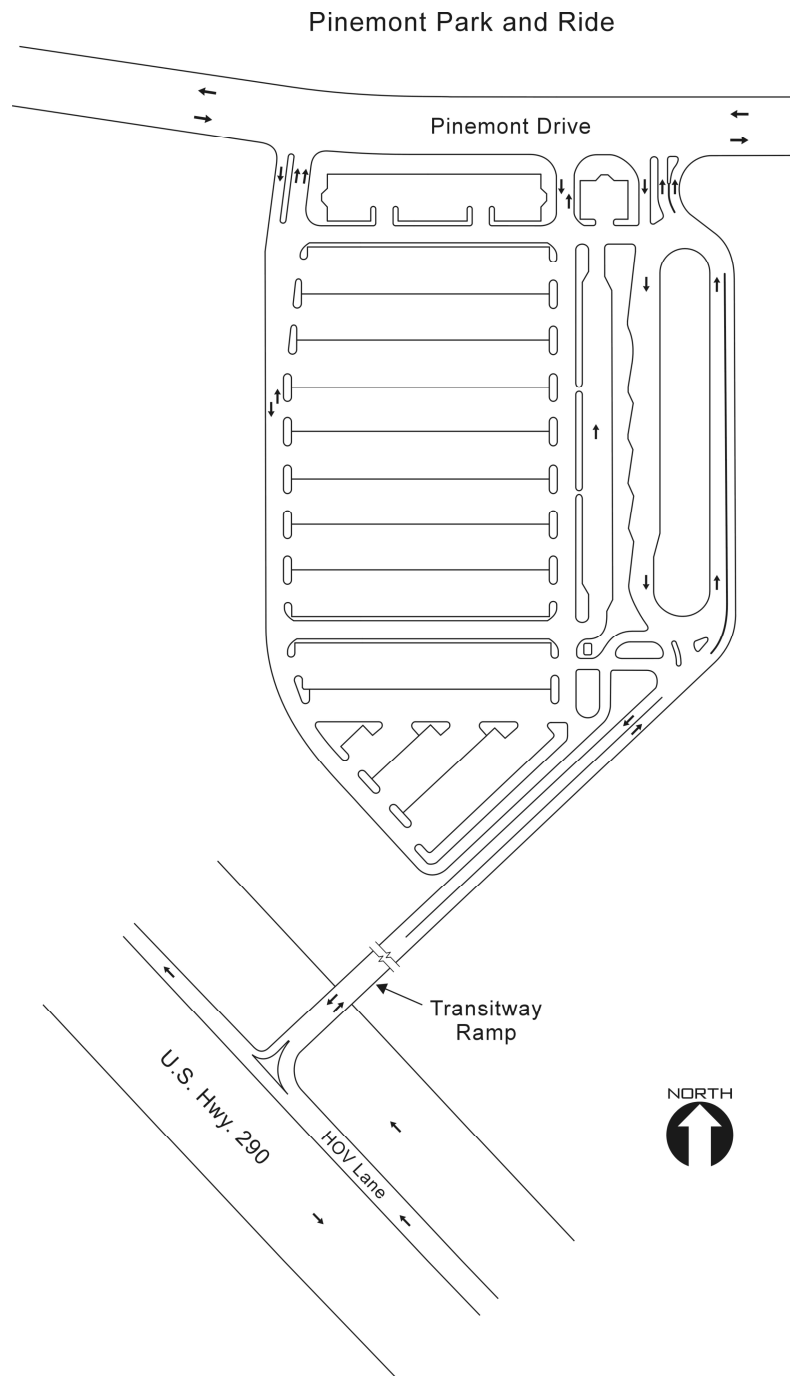 Pinemont Park and Ride
Pinemont Drive
Transitway
Ramp
U.S. Hwy. 290
HOV Lane
NORTH